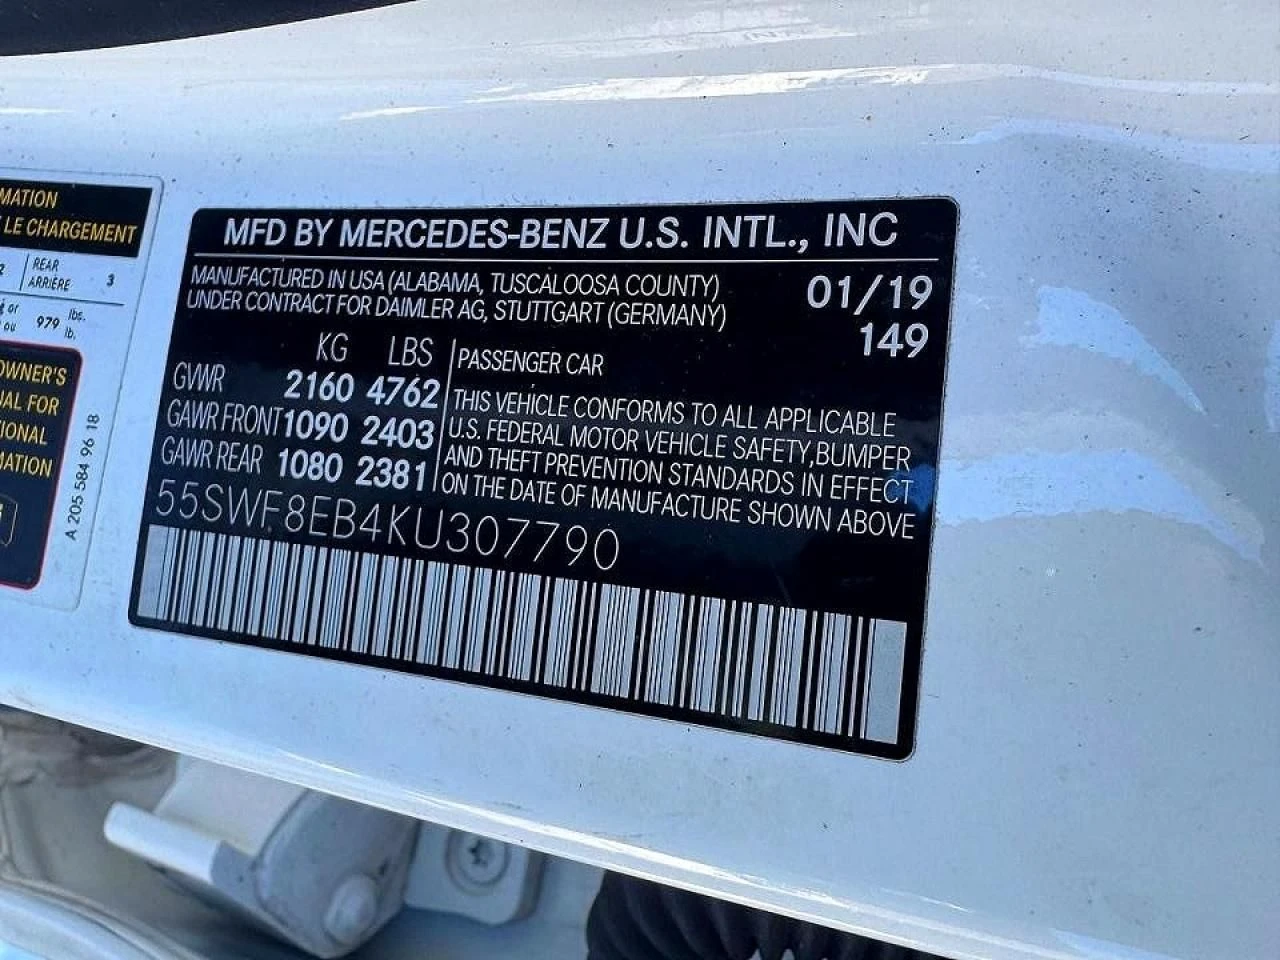 MATION
LE CHARGEMENT
2 REAR ARRIÈRE 3
or
ou 979 lbs. lb.
OWNER'S
FOR
MATION
A 205 584 96 18
MFD BY MERCEDES-BENZ U.S. INTL., INC
MANUFACTURED IN USA (ALABAMA, TUSCALOOSA COUNTY) 01/19
UNDER CONTRACT FOR DAIMLER AG, STUTTGART (GERMANY) 149
KG LBS
GVWR 2160 4762
GAWR FRONT 1090 2403
GAWR REAR 1080 2381
PASSENGER CAR
THIS VEHICLE CONFORMS TO ALL APPLICABLE
U.S. FEDERAL MOTOR VEHICLE SAFETY, BUMPER
AND THEFT PREVENTION STANDARDS IN EFFECT
ON THE DATE OF MANUFACTURE SHOWN ABOVE
55SWF8EB4KU307790